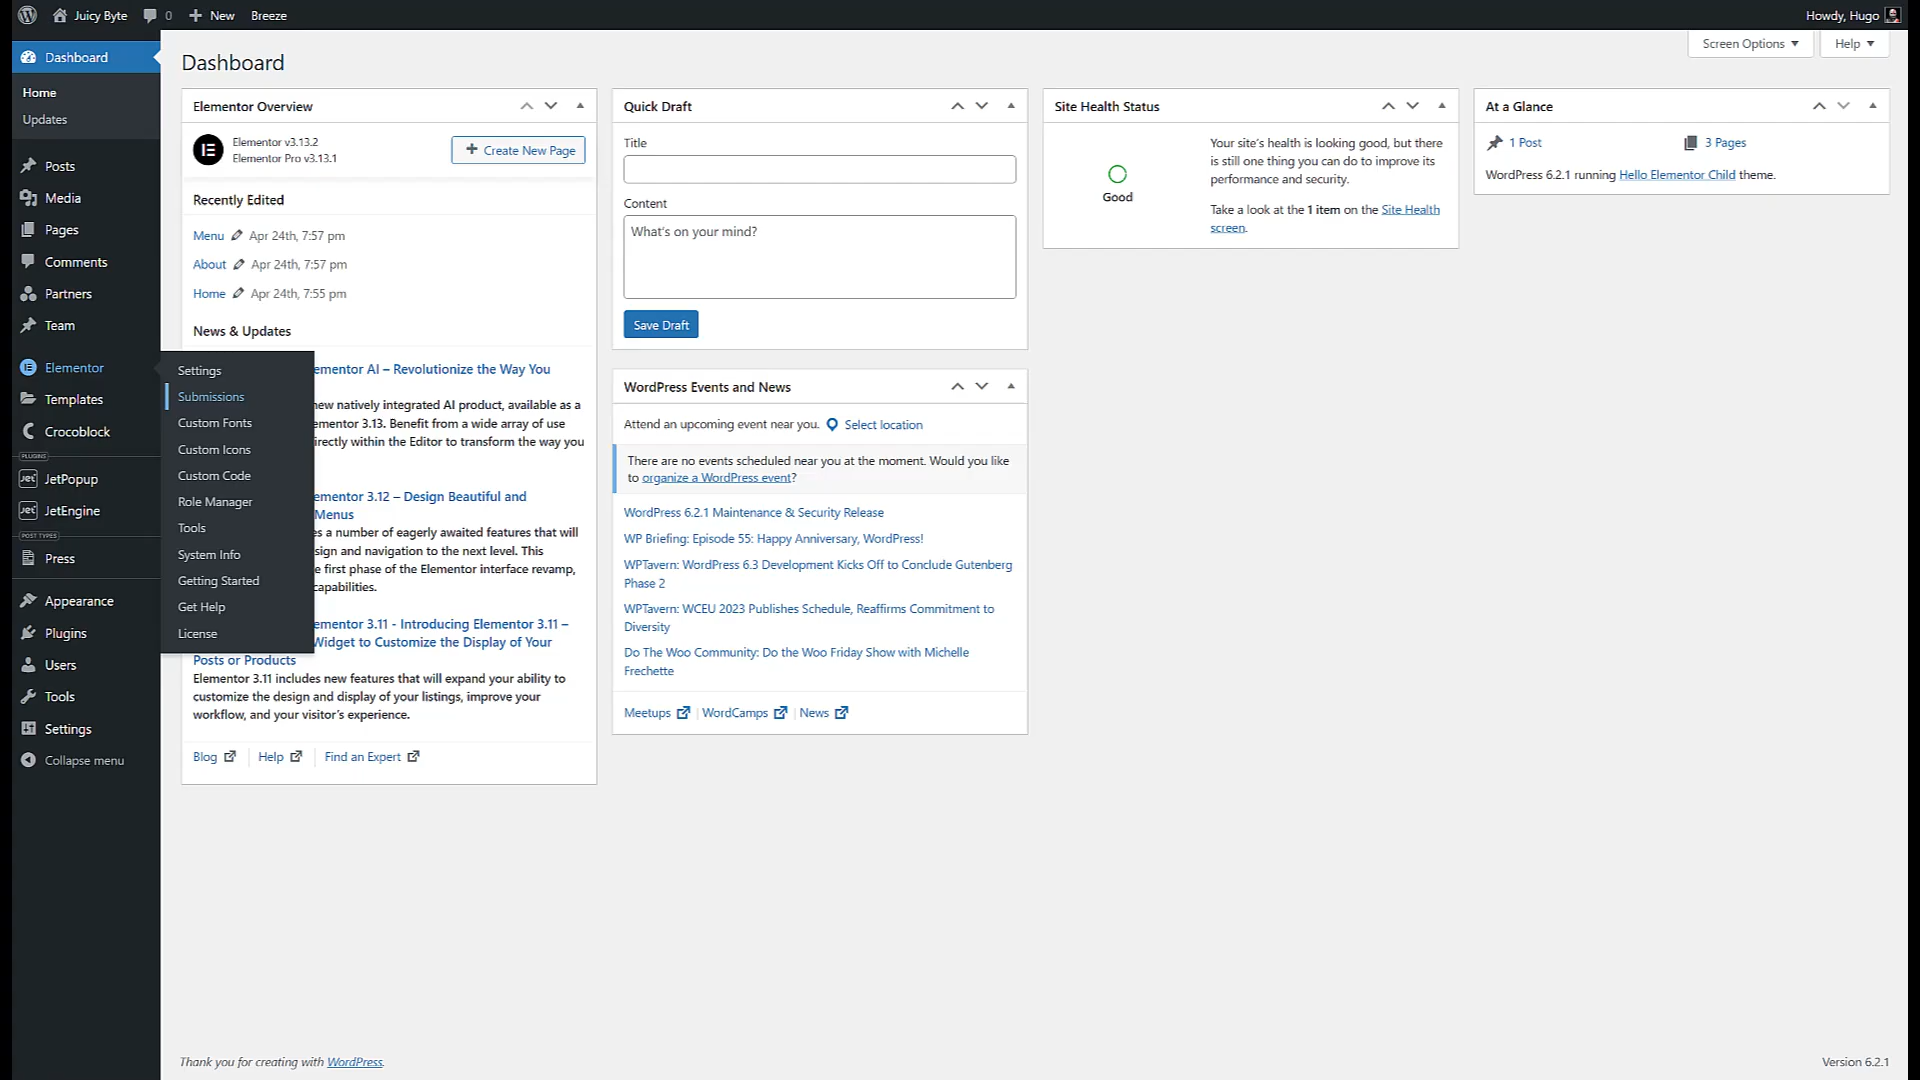 Juicy Byte
0
New
Breeze
Howdy, Hugo
Dashboard
Home
Updates
Posts
Media
Pages
Comments
Partners
Team
Elementor
Templates
Crocoblock
PLUGINS
JetPopup
JetEngine
POST TYPES
Press
Appearance
Plugins
Users
Tools
Settings
Collapse menu
Settings
Submissions
Custom Fonts
Custom Icons
Custom Code
Role Manager
Tools
System Info
Getting Started
Get Help
License
Screen Options
Help
Dashboard
Elementor Overview
Elementor v3.13.2
Elementor Pro v3.13.1
Create New Page
Recently Edited
Menu Apr 24th, 7:57 pm
About Apr 24th, 7:57 pm
Home Apr 24th, 7:55 pm
News & Updates
ementor AI – Revolutionize the Way You
new natively integrated AI product, available as a
ementor 3.13. Benefit from a wide array of use
irectly within the Editor to transform the way you
ementor 3.12 – Design Beautiful and
Menus
es a number of eagerly awaited features that will
sign and navigation to the next level. This
e first phase of the Elementor interface revamp,
capabilities.
ementor 3.11 - Introducing Elementor 3.11 –
Widget to Customize the Display of Your
Posts or Products
Elementor 3.11 includes new features that will expand your ability to
customize the design and display of your listings, improve your
workflow, and your visitor's experience.
Blog
Help
Find an Expert
Quick Draft
Title
Content
What's on your mind?
Save Draft
WordPress Events and News
Attend an upcoming event near you. Select location
There are no events scheduled near you at the moment. Would you like
to organize a WordPress event?
WordPress 6.2.1 Maintenance & Security Release
WP Briefing: Episode 55: Happy Anniversary, WordPress!
WPTavern: WordPress 6.3 Development Kicks Off to Conclude Gutenberg
Phase 2
WPTavern: WCEU 2023 Publishes Schedule, Reaffirms Commitment to
Diversity
Do The Woo Community: Do the Woo Friday Show with Michelle
Frechette
Meetups
WordCamps
News
Site Health Status
Good
Your site's health is looking good, but there
is still one thing you can do to improve its
performance and security.
Take a look at the 1 item on the Site Health
screen.
At a Glance
1 Post
3 Pages
WordPress 6.2.1 running Hello Elementor Child theme.
Thank you for creating with WordPress.
Version 6.2.1